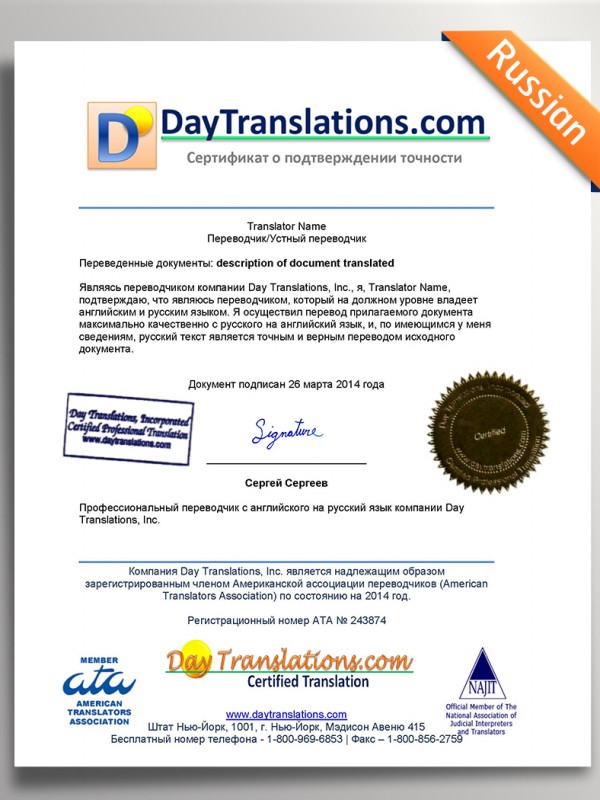 Russian
D
DayTranslations.com
Сертификат о подтверждении точности
Translator Name
Переводчик/Устный переводчик
Переведенные документы: description of document translated
Являясь переводчиком компании Day Translations, Inc., я, Translator Name,
подтверждаю, что являюсь переводчиком, который на должном уровне владеет
английским и русским языком. Я осуществил перевод прилагаемого документа
максимально качественно с русского на английский язык, и, по имеющимся у меня
сведениям, русский текст является точным и верным переводом исходного
документа.
Документ подписан 26 марта 2014 года
Day Translations, Incorporated
Certified Professional Translation
www.daytranslations.com
Signature
Certified
Сергей Сергеев
Профессиональный переводчик с английского на русский язык компании Day
Translations, Inc.
Компания Day Translations, Inc. является надлежащим образом
зарегистрированным членом Американской ассоциации переводчиков (American
Translators Association) по состоянию на 2014 год.
Регистрационный номер ATA № 243874
MEMBER
ata
AMERICAN
TRANSLATORS
ASSOCIATION
Day Translations.com
Certified Translation
NAJIT
Official Member of The
National Association of
Judicial Interpreters
and Translators
www.daytranslations.com
Штат Нью-Йорк, 1001, г. Нью-Йорк, Мэдисон Авеню 415
Бесплатный номер телефона - 1-800-969-6853 | Факс – 1-800-856-2759